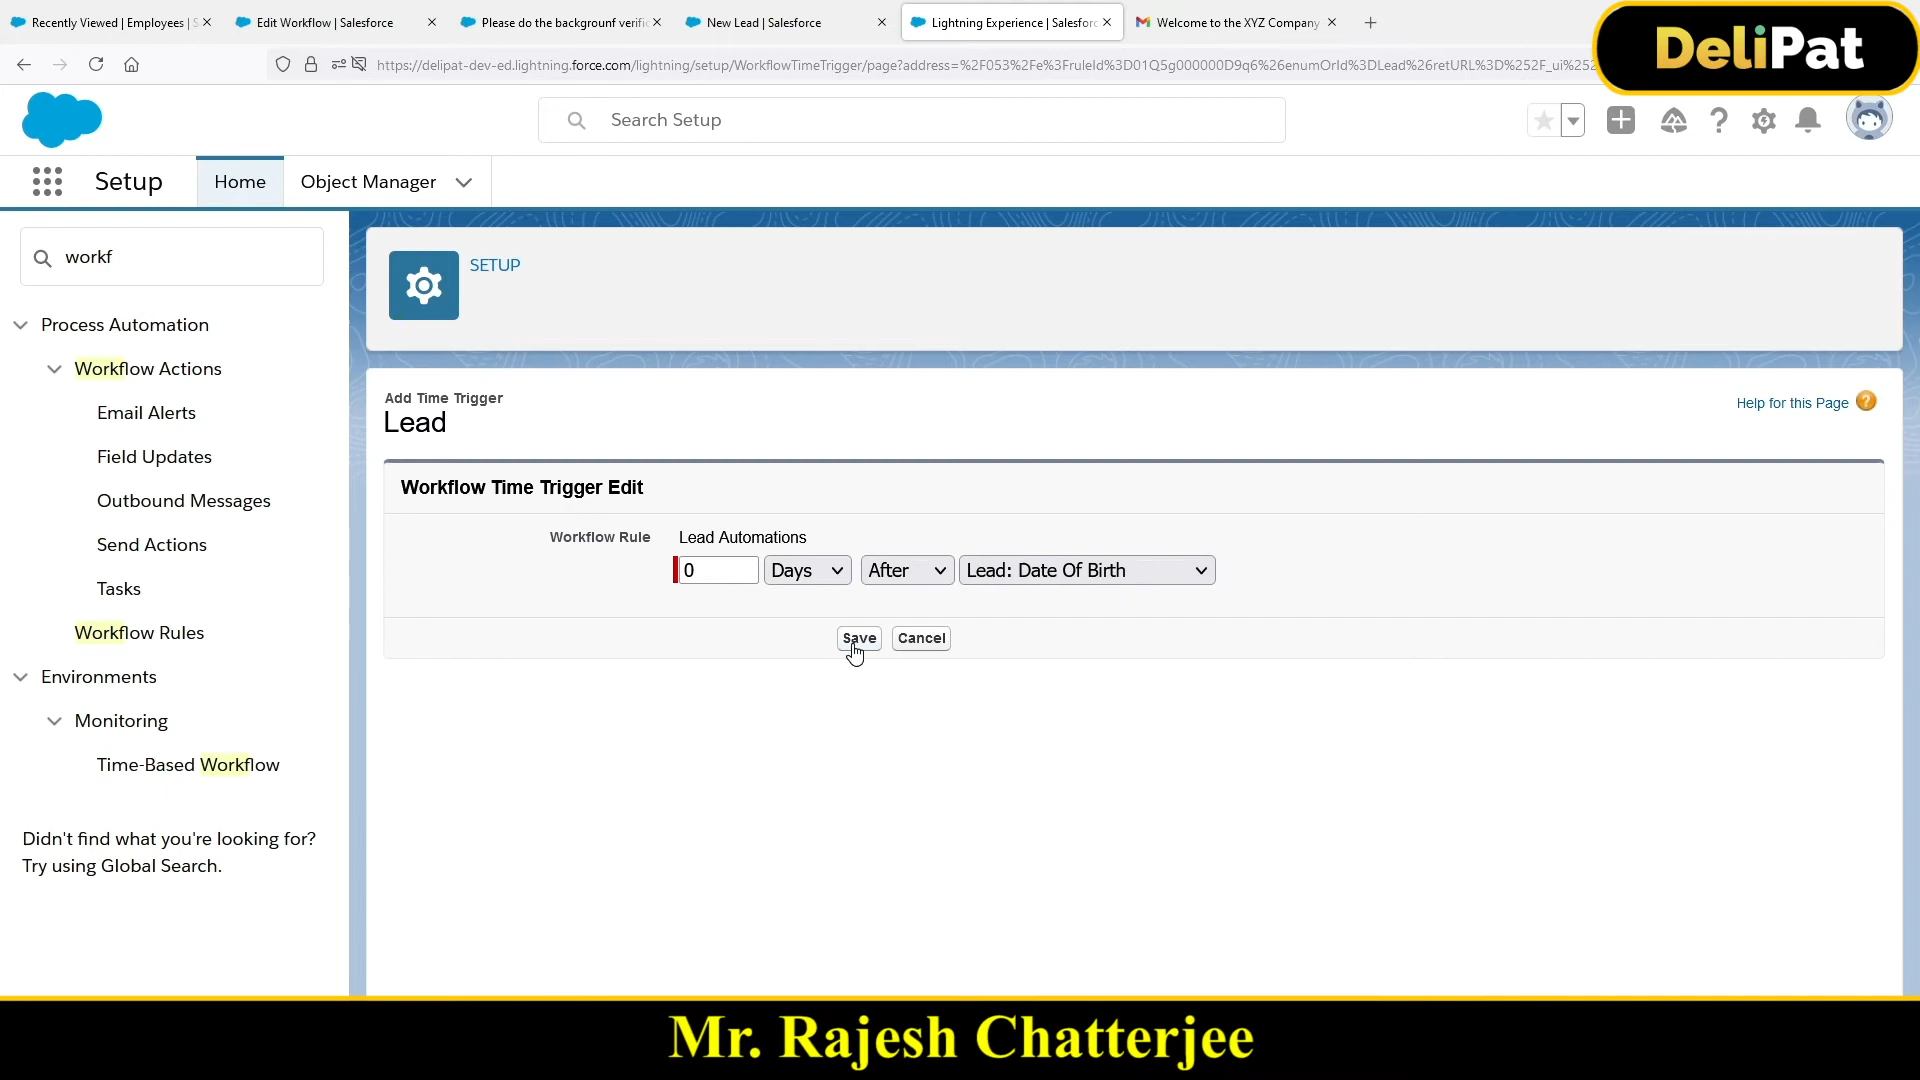 Recently Viewed | Employees | S
Edit Workflow | Salesforce
Please do the backgrounf verific
New Lead | Salesforce
Lightning Experience | Salesforc
Welcome to the XYZ Company
DeliPat
https://delipat-dev-ed.lightning.force.com/lightning/setup/WorkflowTimeTrigger/page?address=%2F053%2Fe%3FruleId%3D01Q5g000000D9q6%26enumOrId%3DLead%26retURL%3D%252F_ui%252
Search Setup
Setup
Home
Object Manager
workf
SETUP
Process Automation
Workflow Actions
Email Alerts
Field Updates
Outbound Messages
Send Actions
Tasks
Workflow Rules
Environments
Monitoring
Time-Based Workflow
Didn't find what you're looking for?
Try using Global Search.
Add Time Trigger
Lead
Help for this Page ?
Workflow Time Trigger Edit
Workflow Rule Lead Automations
0 Days After Lead: Date Of Birth
Save Cancel
Mr. Rajesh Chatterjee